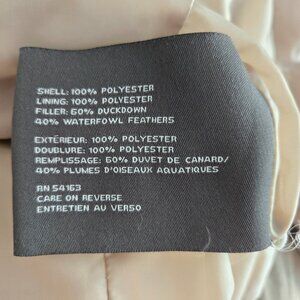 SHELL: 100% POLYESTER
LINING: 100% POLYESTER
FILLER: 60% DUCKDOWN
40% WATERFOWL FEATHERS
EXTÉRIEUR: 100% POLYESTER
DOUBLURE: 100% POLYESTER
REMPLISSAGE: 60% DUVET DE CANARD/
40% PLUMES D'OISEAUX AQUATIQUES
RN 54163
CARE ON REVERSE
ENTRETIEN AU VERSO